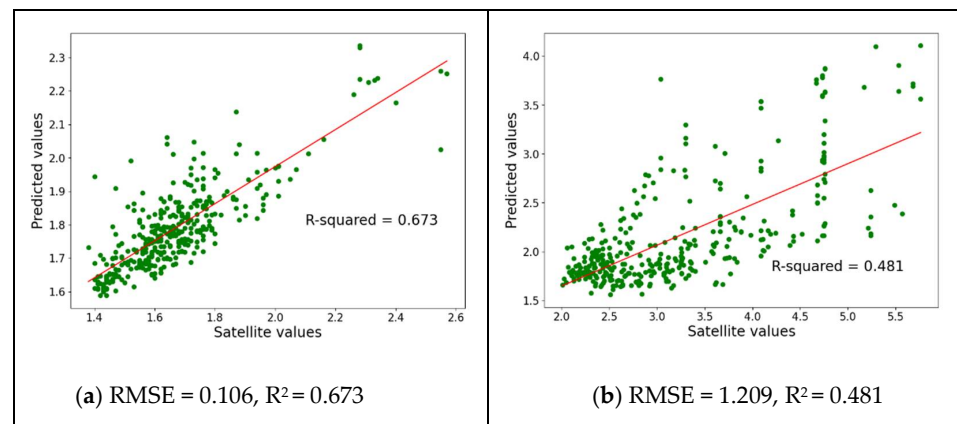 2.3
2.2
2.1
2.0
1.9
1.8
1.7
1.6
Predicted values
R-squared = 0.673
1.4 1.6 1.8 2.0 2.2 2.4 2.6
Satellite values
(a) RMSE = 0.106, R² = 0.673
4.0
3.5
3.0
2.5
2.0
1.5
Predicted values
R-squared = 0.481
2.0 2.5 3.0 3.5 4.0 4.5 5.0 5.5
Satellite values
(b) RMSE = 1.209, R² = 0.481